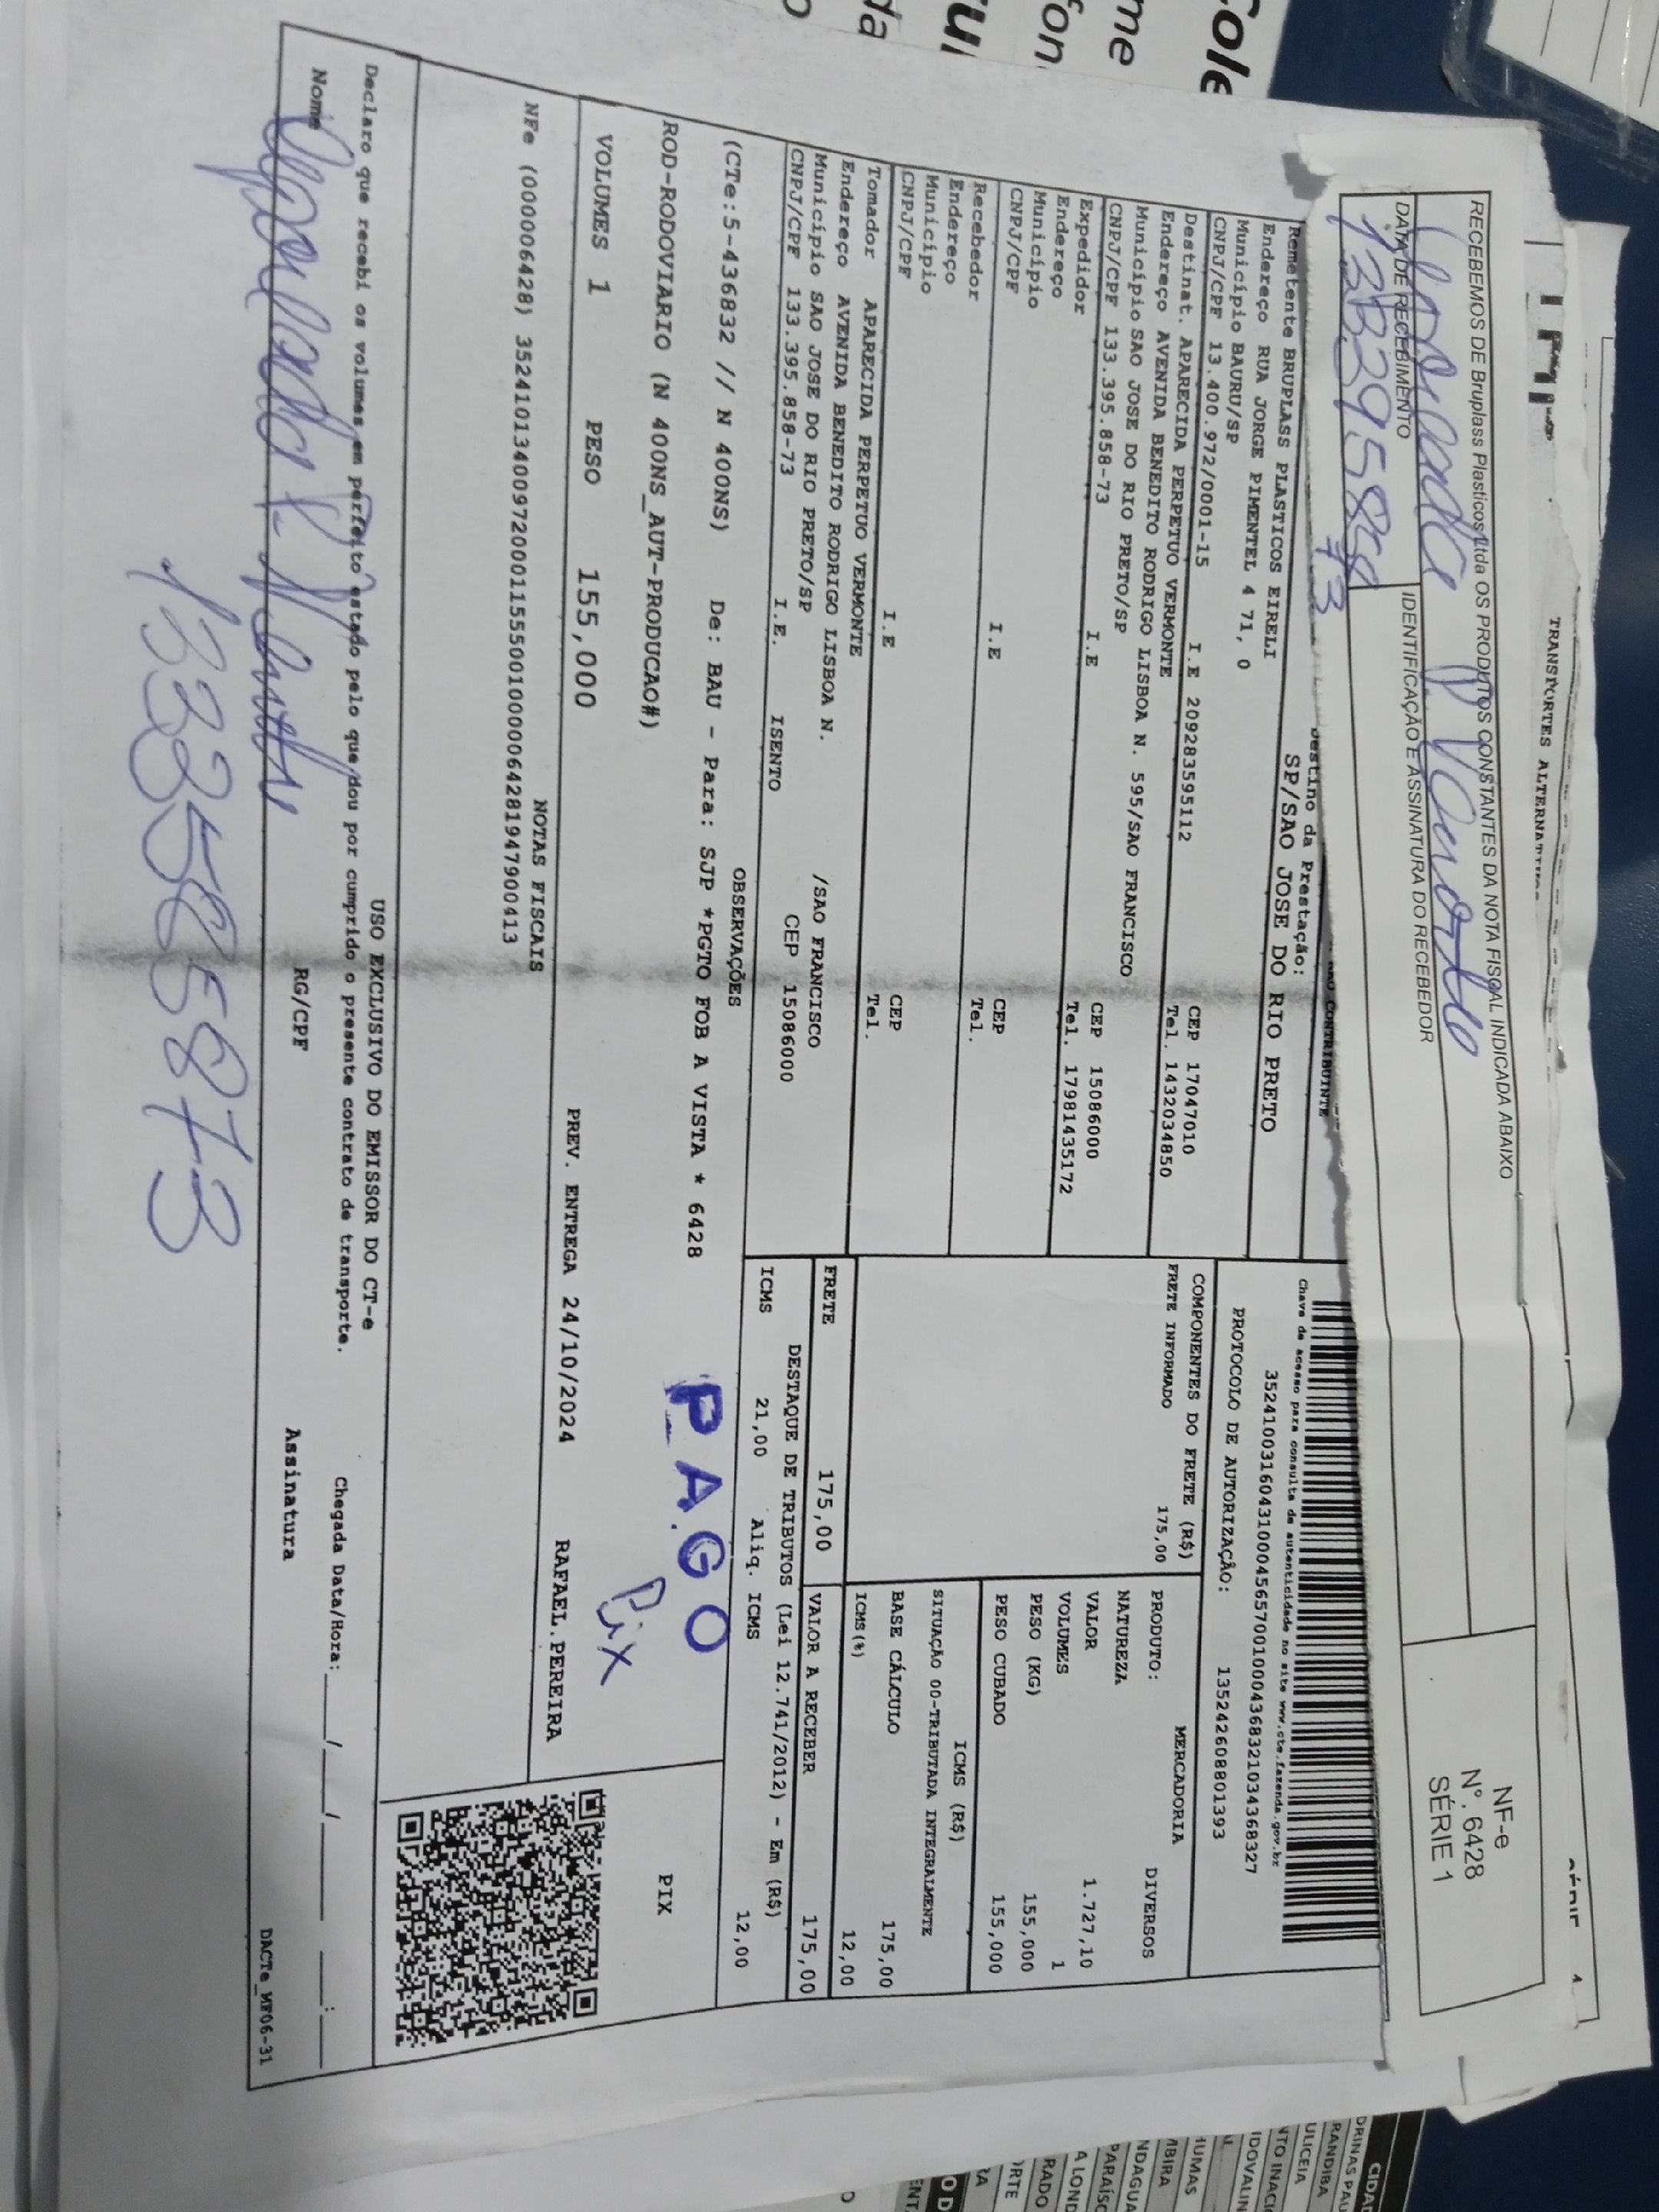 TRANSPORTES
RECEBEMOS DE Bruplass Plasticos ltda OS PRODUTOS CONSTANTES DA NOTA FISCAL INDICADA ABAIXO
DATA DE RECEBIMENTO
IDENTIFICAÇÃO E ASSINATURA DO RECEBEDOR
NF-e
Nº. 6428
SÉRIE 1
73
CONTRIBUINTE
Destino da Prestação:
SP/SAO JOSE DO RIO PRETO
Chave de acesso para consulta de autenticidade no site www.cte.fazenda.gov.br
35241003160431000456570010004368321034368327
PROTOCOLO DE AUTORIZAÇÃO: 135242608801393
Remetente BRUPLASS PLASTICOS EIRELI
Endereço RUA JORGE PIMENTEL 4 71, 0
Município BAURU/SP CEP 17047010
CNPJ/CPF 13.400.972/0001-15 I.E 209283595112 Tel. 1432034850
Destinat. APARECIDA PERPETUO VERMONTE
Endereço AVENIDA BENEDITO RODRIGO LISBOA N. 595/SAO FRANCISCO
Município SAO JOSE DO RIO PRETO/SP CEP 15086000
CNPJ/CPF 133.395.858-73 I.E Tel. 17981435172
Expedidor
Endereço
Município CEP
CNPJ/CPF I.E Tel.
Recebedor
Endereço
Município CEP
CNPJ/CPF I.E Tel.
Tomador APARECIDA PERPETUO VERMONTE
Endereço AVENIDA BENEDITO RODRIGO LISBOA N. /SAO FRANCISCO
Município SAO JOSE DO RIO PRETO/SP CEP 15086000
CNPJ/CPF 133.395.858-73 I.E. ISENTO
COMPONENTES DO FRETE (R$)
FRETE INFORMADO 175,00
MERCADORIA
PRODUTO: DIVERSOS
NATUREZA
VALOR 1.727,10
VOLUMES 1
PESO (KG) 155,000
PESO CUBADO 155,000
ICMS (R$)
SITUAÇÃO 00-TRIBUTADA INTEGRALMENTE
BASE CÁLCULO 175,00
ICMS(%) 12,00
FRETE 175,00 VALOR A RECEBER 175,00
DESTAQUE DE TRIBUTOS (Lei 12.741/2012) - Em (R$)
ICMS 21,00 Aliq. ICMS 12,00
OBSERVAÇÕES
(CTe:5-436832 // N 400NS) De: BAU - Para: SJP *PGTO FOB A VISTA * 6428
ROD-RODOVIARIO (N 400NS_AUT-PRODUCAO#)
PAGO
Pix
PIX
VOLUMES 1 PESO 155,000 PREV. ENTREGA 24/10/2024 RAFAEL.PEREIRA
NOTAS FISCAIS
NFe (000006428) 35241013400972000115550010000064281947900413
USO EXCLUSIVO DO EMISSOR DO CT-e
Declaro que recebi os volumes em perfeito estado pelo que dou por cumprido o presente contrato de transporte.
Chegada Data/Hora:____/____/____ ___:___
Nome RG/CPF Assinatura
DACTe_MF06-31